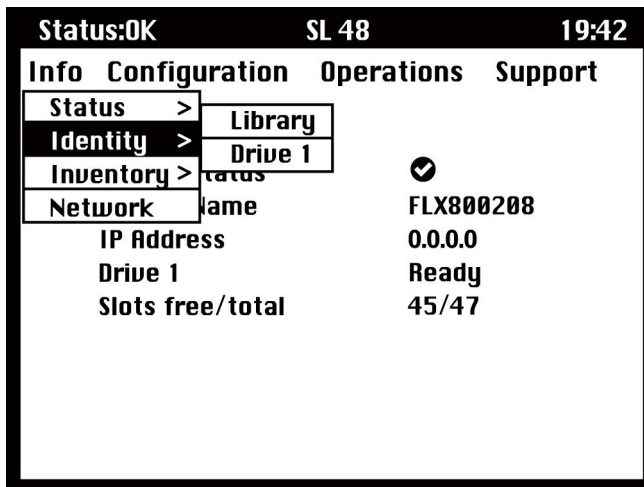 Status:OK SL 48 19:42
Info Configuration Operations Support
Status >
Identity >
Inventory >
Network
Library
Drive 1
Name FLX800208
IP Address 0.0.0.0
Drive 1 Ready
Slots free/total 45/47